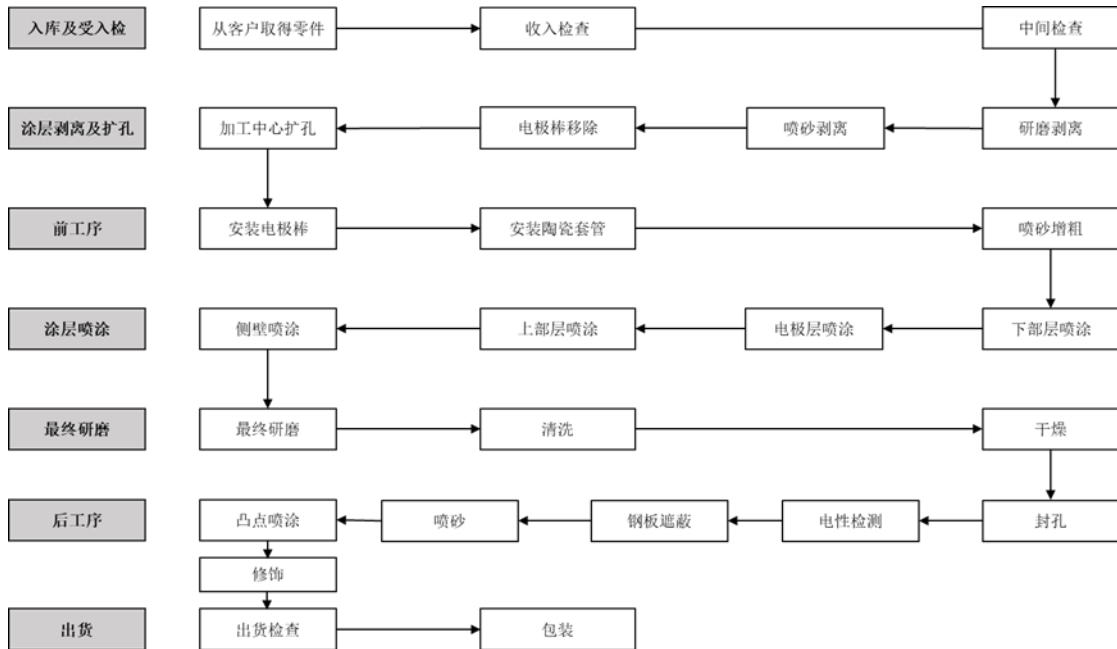 入库及受入检
从客户取得零件
收入检查
中间检查
涂层剥离及扩孔
加工中心扩孔
电极棒移除
喷砂剥离
研磨剥离
前工序
安装电极棒
安装陶瓷套管
喷砂增粗
涂层喷涂
侧壁喷涂
上部层喷涂
电极层喷涂
下部层喷涂
最终研磨
最终研磨
清洗
干燥
后工序
凸点喷涂
喷砂
钢板遮蔽
电性检测
封孔
修饰
出货
出货检查
包装